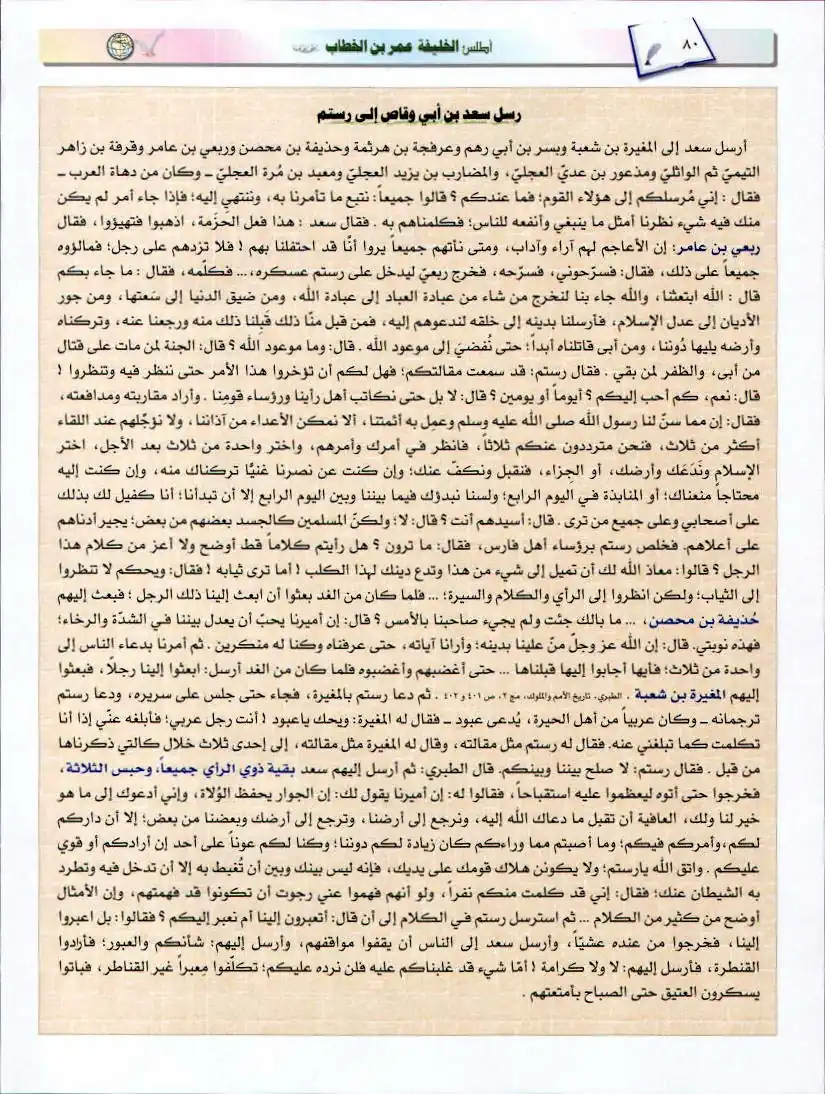 ٨٠
أطلس: الخليفة عمر بن الخطاب
رسل سعد بن أبي وقاص إلى رستم
أرسل سعد إلى المغيرة بن شعبة وبسر بن أبي رهم وعرفجة بن هرثمة وحذيفة بن محصن وربعي بن عامر وقرفة بن زاهر
التيميّ ثم الوائليّ ومذعور بن عديّ العجليّ، والمضارب بن يزيد العجليّ ومعبد بن مُرة العجليّ ـ وكان من دهاة العرب ـ
فقال : إني مُرسلكم إلى هؤلاء القوم؛ فما عندكم ؟ قالوا جميعاً: نتبع ما تأمرنا به، وننتهي إليه؛ فإذا جاء أمر لم يكن
منك فيه شيء نظرنا أمثل ما ينبغي وأنفعه للناس؛ فكلمناهم به . فقال سعد : هذا فعل الحزَمة، اذهبوا فتهيؤوا، فقال
ربعي بن عامر: إن الأعاجم لهم آراء وآداب، ومتى نأتهم جميعاً يروا أنّا قد احتفلنا بهم ! فلا تزدهم على رجل؛ فمالؤوه
جميعاً على ذلك، فقال: فسرّحوني، فسرّحه، فخرج ربعيّ ليدخل على رستم عسكره،... فكلّمه، فقال : ما جاء بكم
قال : الله ابتعثنا، والله جاء بنا لنخرج من شاء من عبادة العباد إلى عبادة الله، ومن ضيق الدنيا إلى سَعتها، ومن جور
الأديان إلى عدل الإسلام، فأرسلنا بدينه إلى خلقه لندعوهم إليه، فمن قبل منّا ذلك قَبِلنا ذلك منه ورجعنا عنه، وتركناه
وأرضه يليها دُوننا، ومن أبى قاتلناه أبداً؛ حتى نُفضيَ إلى موعود الله . قال: وما موعود الله ؟ قال: الجنة لمن مات على قتال
من أبى، والظفر لمن بقي . فقال رستم: قد سمعت مقالتكم؛ فهل لكم أن تؤخروا هذا الأمر حتى ننظر فيه وتنظروا !
قال: نعم، كم أحب إليكم ؟ أيوماً أو يومين ؟ قال: لا بل حتى نكاتب أهل رأينا ورؤساء قومِنا . وأراد مقاربته ومدافعته،
فقال: إن مما سنّ لنا رسول الله صلى الله عليه وسلم وعمِل به أئمتنا، ألا نمكن الأعداء من آذاننا، ولا نؤجّلهم عند اللقاء
أكثر من ثلاث، فنحن مترددون عنكم ثلاثاً، فانظر في أمرك وأمرهم، واختر واحدة من ثلاث بعد الأجل، اختر
الإسلام ونَدَعَك وأرضك، أو الجِزاء، فنقبل ونكفّ عنك؛ وإن كنت عن نصرنا غنيًّا تركناك منه، وإن كنت إليه
محتاجاً منعناك؛ أو المنابذة في اليوم الرابع؛ ولسنا نبدؤك فيما بيننا وبين اليوم الرابع إلا أن تبدأنا؛ أنا كفيل لك بذلك
على أصحابي وعلى جميع من ترى . قال: أسيدهم أنت ؟ قال: لا؛ ولكنّ المسلمين كالجسد بعضهم من بعض؛ يجير أدناهم
على أعلاهم. فخلص رستم برؤساء أهل فارس، فقال: ما ترون ؟ هل رأيتم كلاماً قط أوضح ولا أعز من كلام هذا
الرجل ؟ قالوا: معاذ الله لك أن تميل إلى شيء من هذا وتدع دينك لهذا الكلب ! أما ترى ثيابه ! فقال: ويحكم لا تنظروا
إلى الثياب؛ ولكن انظروا إلى الرأي والكلام والسيرة؛ ... فلما كان من الغد بعثوا أن ابعث إلينا ذلك الرجل ؛ فبعث إليهم
حُذيفة بن محصن، ... ما بالك جئت ولم يجيء صاحبنا بالأمس ؟ قال: إن أميرنا يحبّ أن يعدل بيننا في الشدّة والرخاء؛
فهذه نوبتي. قال: إن الله عز وجلّ منّ علينا بدينه؛ وأرانا آياته، حتى عرفناه وكنا له منكرين . ثم أمرنا بدعاء الناس إلى
واحدة من ثلاث؛ فأيها أجابوا إليها قبلناها ... حتى أغضبهم وأغضبوه فلما كان من الغد أرسل: ابعثوا إلينا رجلاً، فبعثوا
إليهم المغيرة بن شعبة . الطبري، تاريخ الأمم والملوك، مج ٢، ص ٤٠١ و ٤٠٢ . ثم دعا رستم بالمغيرة، فجاء حتى جلس على سريره، ودعا رستم
ترجمانه ـ وكان عربياً من أهل الحيرة، يُدعى عبود ـ فقال له المغيرة: ويحك ياعبود ! أنت رجل عربي؛ فأبلغه عنّي إذا أنا
تكلمت كما تبلغني عنه. فقال له رستم مثل مقالته، وقال له المغيرة مثل مقالته، إلى إحدى ثلاث خلال كالتي ذكرناها
من قبل . فقال رستم: لا صلح بيننا وبينكم. قال الطبري: ثم أرسل إليهم سعد بقية ذوي الرأي جميعاً، وحبس الثلاثة،
فخرجوا حتى أتوه ليعظموا عليه استقباحاً، فقالوا له: إن أميرنا يقول لك: إن الجوار يحفظ الوُلاة، وإني أدعوك إلى ما هو
خير لنا ولك، العافية أن تقبل ما دعاك الله إليه، ونرجع إلى أرضنا، وترجع إلى أرضك وبعضنا من بعض؛ إلا أن داركم
لكم، وأمركم فيكم؛ وما أصبتم مما وراءكم كان زيادة لكم دوننا؛ وكنا لكم عوناً على أحد إن أرادكم أو قوي
عليكم . واتق الله يارستم؛ ولا يكونن هلاك قومك على يديك، فإنه ليس بينك وبين أن تُغبط به إلا أن تدخل فيه وتطرد
به الشيطان عنك؛ فقال: إني قد كلمت منكم نفراً، ولو أنهم فهموا عني رجوت أن تكونوا قد فهمتهم، وإن الأمثال
أوضح من كثير من الكلام ... ثم استرسل رستم في الكلام إلى أن قال: أتعبرون إلينا أم نعبر إليكم ؟ فقالوا: بل اعبروا
إلينا، فخرجوا من عنده عشيّاً، وأرسل سعد إلى الناس أن يقفوا مواقفهم، وأرسل إليهم: شأنكم والعبور؛ فأرادوا
القنطرة، فأرسل إليهم: لا ولا كرامة ! أمّا شيء قد غلبناكم عليه فلن نرده عليكم؛ تكلّفوا مِعبراً غير القناطر، فباتوا
يسكرون العتيق حتى الصباح بأمتعتهم .